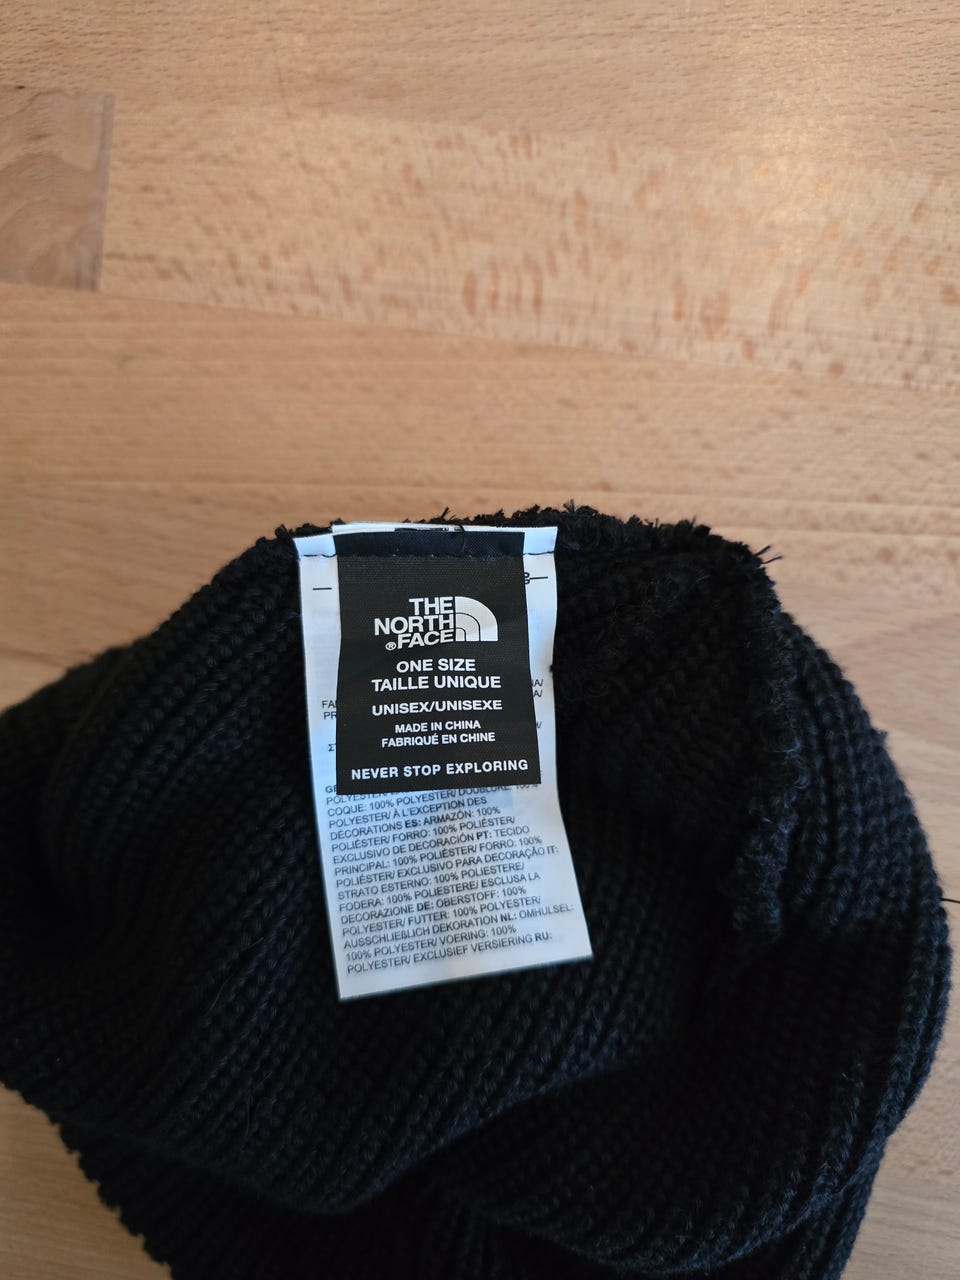 THE
NORTH
®FACE
ONE SIZE
TAILLE UNIQUE
UNISEX/UNISEXE
MADE IN CHINA
FABRIQUÉ EN CHINE
NEVER STOP EXPLORING
COQUE: 100% POLYESTER/ DOUBLURE: 100%
POLYESTER/ À L'EXCEPTION DES
DÉCORATIONS ES: ARMAZÓN: 100%
POLIÉSTER/ FORRO: 100% POLIÉSTER/
EXCLUSIVO DE DECORACIÓN PT: TECIDO
PRINCIPAL: 100% POLIÉSTER/ FORRO: 100%
POLIÉSTER/ EXCLUSIVO PARA DECORAÇÃO IT:
STRATO ESTERNO: 100% POLIESTERE/
FODERA: 100% POLIESTERE/ ESCLUSA LA
DECORAZIONE DE: OBERSTOFF: 100%
POLYESTER/ FUTTER: 100% POLYESTER/
AUSSCHLIEßLICH DEKORATION NL: OMHULSEL:
100% POLYESTER/ VOERING: 100%
POLYESTER/ EXCLUSIEF VERSIERING RU: